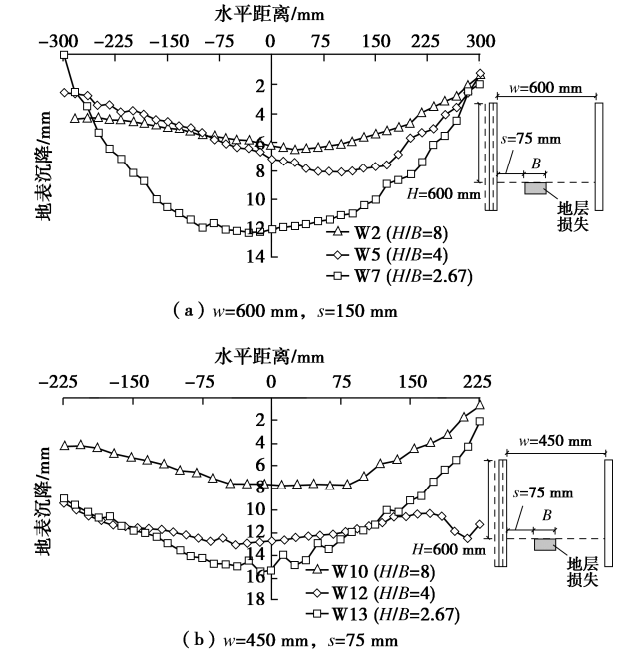 水平距离/mm
-300 -225 -150 -75 0 75 150 225 300
地表沉降/mm
2
4
6
8
10
12
14
w=600 mm
s=75 mm
B
H=600 mm
地层
损失
W2 (H/B=8)
W5 (H/B=4)
W7 (H/B=2.67)
(a) w=600 mm, s=150 mm
水平距离/mm
-225 -150 -75 0 75 150 225
地表沉降/mm
2
4
6
8
10
12
14
16
18
w=450 mm
s=75 mm
B
H=600 mm
地层
损失
W10 (H/B=8)
W12 (H/B=4)
W13 (H/B=2.67)
(b) w=450 mm, s=75 mm